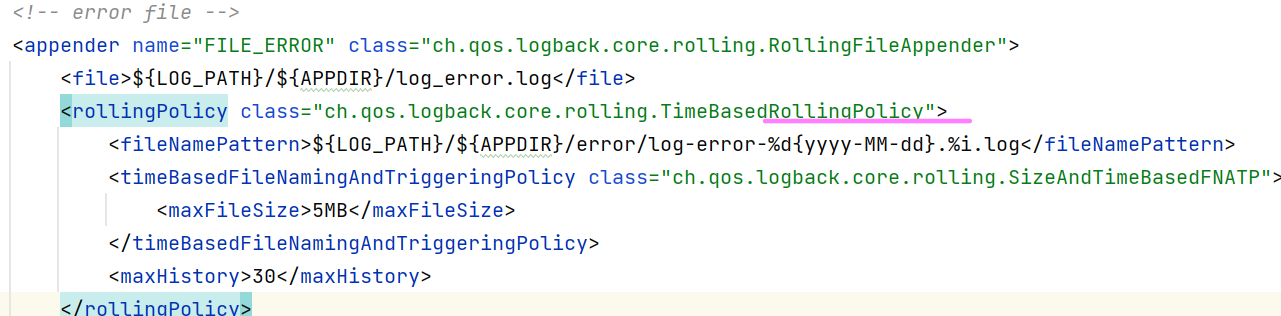 <!-- error file -->
<appender name="FILE_ERROR" class="ch.qos.logback.core.rolling.RollingFileAppender">
<file>${LOG_PATH}/${APPDIR}/log_error.log</file>
<rollingPolicy class="ch.qos.logback.core.rolling.TimeBasedRollingPolicy">
<fileNamePattern>${LOG_PATH}/${APPDIR}/error/log-error-%d{yyyy-MM-dd}.%i.log</fileNamePattern>
<timeBasedFileNamingAndTriggeringPolicy class="ch.qos.logback.core.rolling.SizeAndTimeBasedFNATP">
<maxFileSize>5MB</maxFileSize>
</timeBasedFileNamingAndTriggeringPolicy>
<maxHistory>30</maxHistory>
</rollingPolicy>